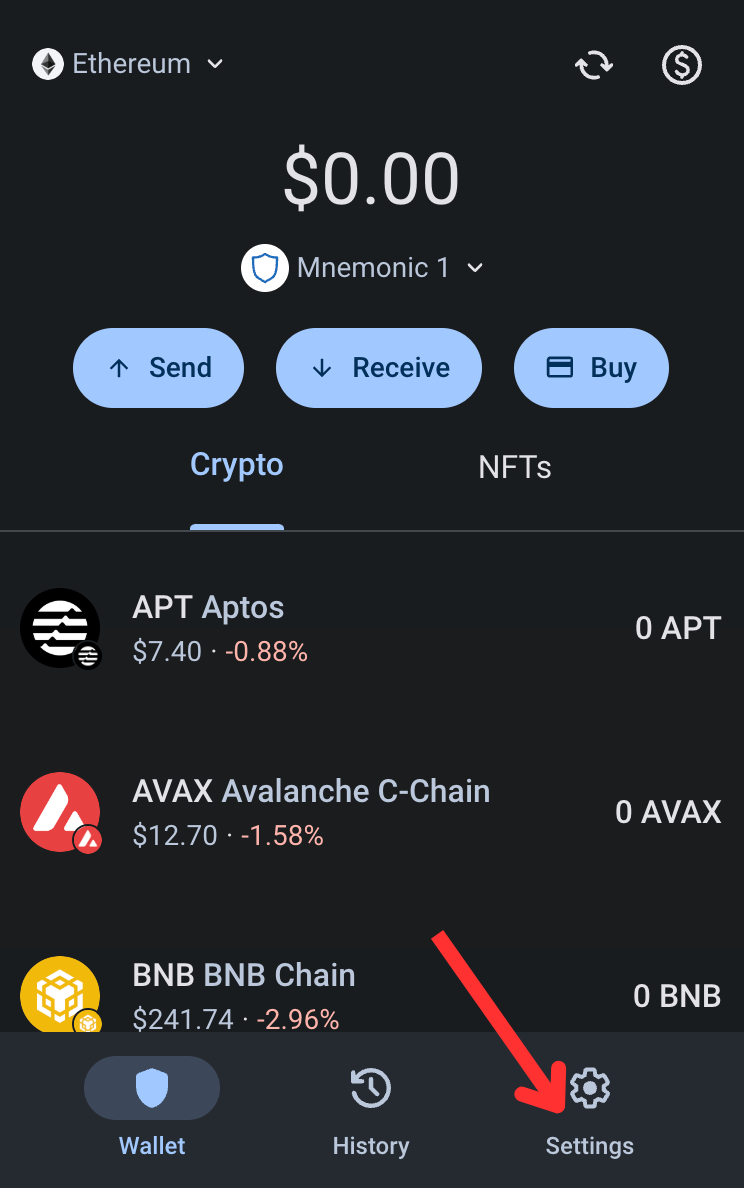 Ethereum
$0.00
Mnemonic 1
Send Receive Buy
Crypto NFTs
APT Aptos
$7.40 · -0.88%
0 APT
AVAX Avalanche C-Chain
$12.70 · -1.58%
0 AVAX
BNB BNB Chain
$241.74 · -2.96%
0 BNB
Wallet History Settings